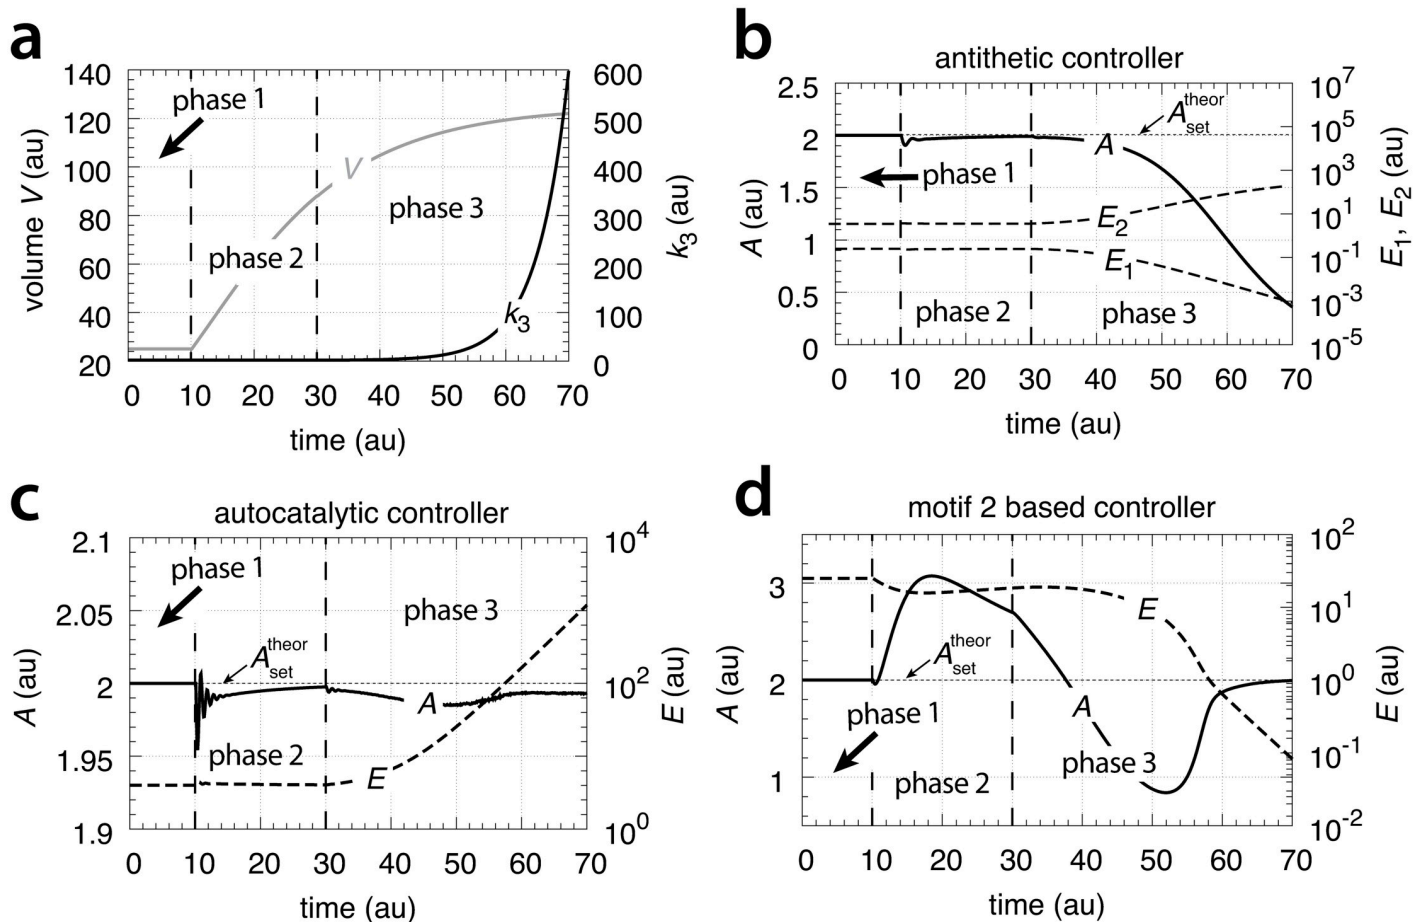 a
140
120
100
80
60
40
20
volume V (au)
phase 1
V
phase 2
phase 3
k3
600
500
400
300
200
100
0
k3 (au)
0 10 20 30 40 50 60 70
time (au)
b
antithetic controller
2.5
2
1.5
1
0.5
0
A (au)
A set theor
A
phase 1
E2
E1
phase 2
phase 3
10^7
10^5
10^3
10^1
10^-1
10^-3
10^-5
E1, E2 (au)
0 10 20 30 40 50 60 70
time (au)
c
autocatalytic controller
2.1
2.05
2
1.95
1.9
A (au)
phase 1
phase 3
A set theor
A
phase 2
E
10^4
10^2
10^0
E (au)
0 10 20 30 40 50 60 70
time (au)
d
motif 2 based controller
3
2
1
A (au)
E
A set theor
phase 1
A
phase 3
phase 2
10^2
10^1
10^0
10^-1
10^-2
E (au)
0 10 20 30 40 50 60 70
time (au)